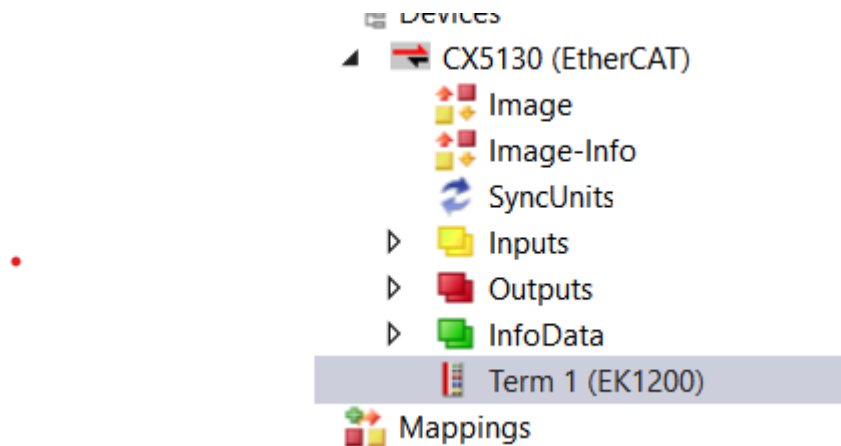 Devices
CX5130 (EtherCAT)
Image
Image-Info
SyncUnits
Inputs
Outputs
InfoData
Term 1 (EK1200)
Mappings